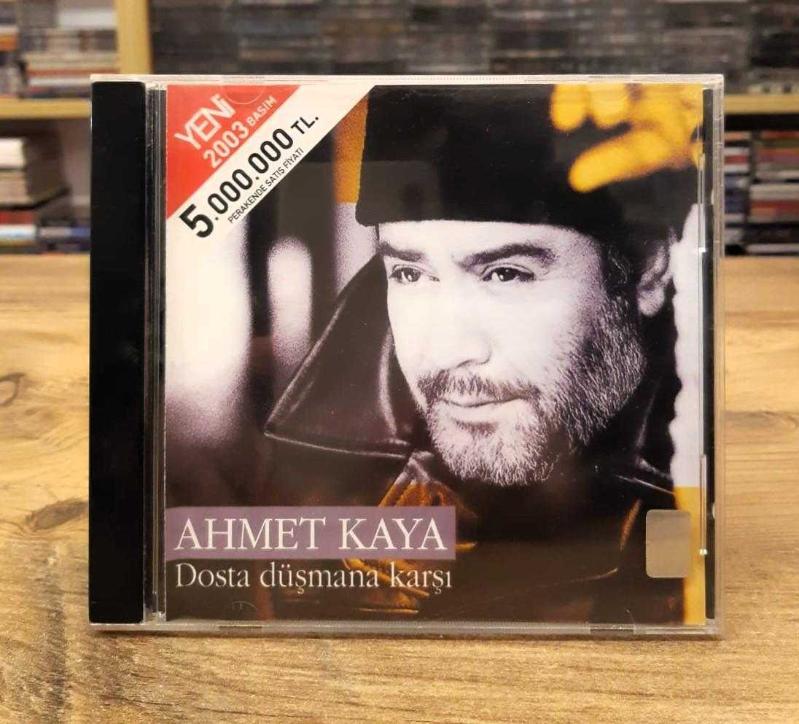 YENİ
2003 BASIM
5.000.000 TL.
PERAKENDE SATIŞ FİYATI
AHMET KAYA
Dosta düşmana karşı